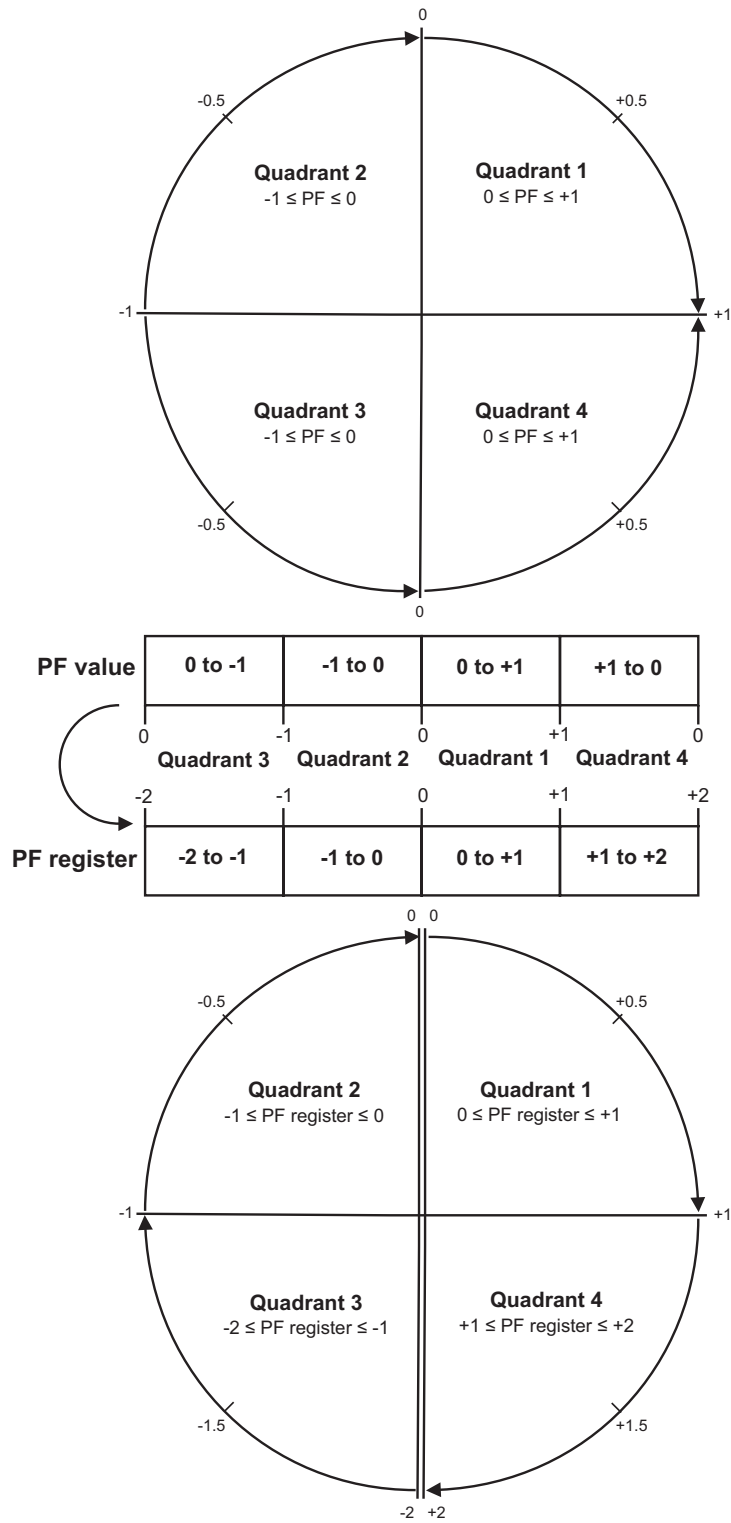 0
-0.5
+0.5
Quadrant 2
-1 ≤ PF ≤ 0
Quadrant 1
0 ≤ PF ≤ +1
-1
+1
Quadrant 3
-1 ≤ PF ≤ 0
Quadrant 4
0 ≤ PF ≤ +1
-0.5
+0.5
0
PF value
0 to -1
-1 to 0
0 to +1
+1 to 0
0
-1
0
+1
0
Quadrant 3
Quadrant 2
Quadrant 1
Quadrant 4
-2
-1
0
+1
+2
PF register
-2 to -1
-1 to 0
0 to +1
+1 to +2
0
0
-0.5
+0.5
Quadrant 2
-1 ≤ PF register ≤ 0
Quadrant 1
0 ≤ PF register ≤ +1
-1
+1
Quadrant 3
-2 ≤ PF register ≤ -1
Quadrant 4
+1 ≤ PF register ≤ +2
-1.5
+1.5
-2
+2